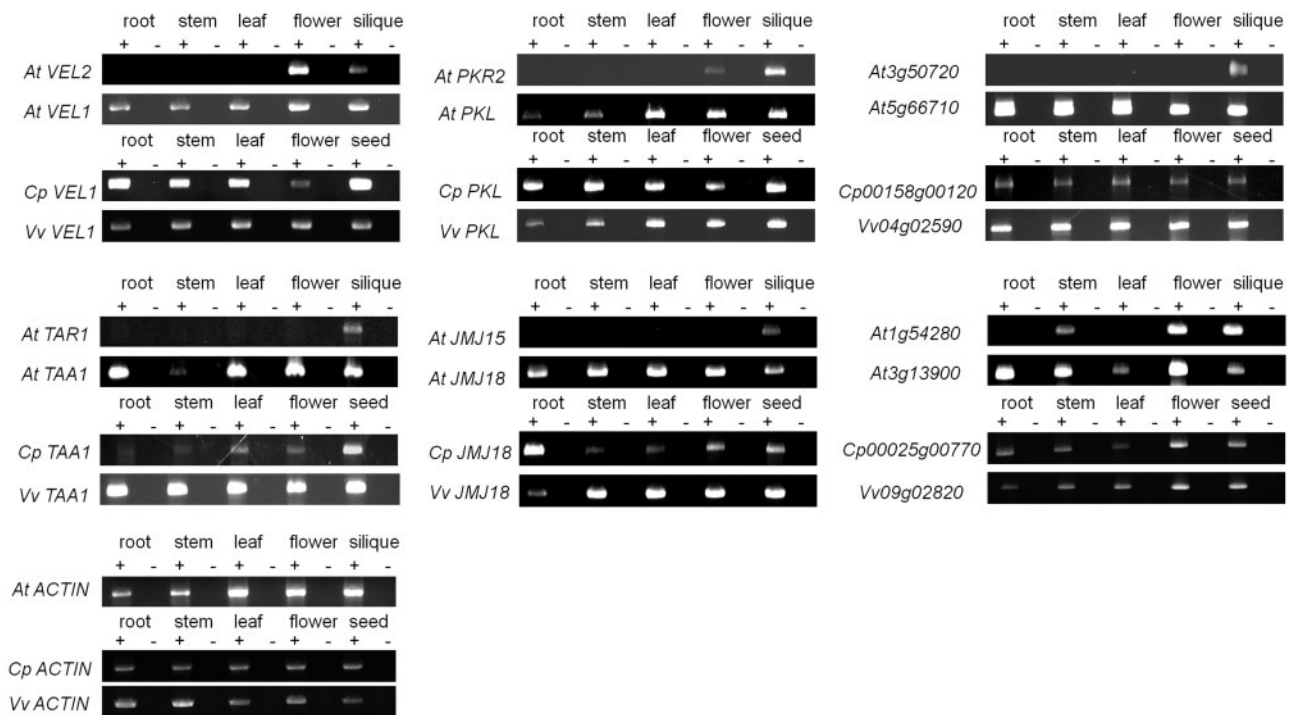 root stem leaf flower silique
+ - + - + - + - + -
At VEL2
At VEL1
root stem leaf flower seed
+ - + - + - + - + -
Cp VEL1
Vv VEL1
root stem leaf flower silique
+ - + - + - + - + -
At PKR2
At PKL
root stem leaf flower seed
+ - + - + - + - + -
Cp PKL
Vv PKL
root stem leaf flower silique
+ - + - + - + - + -
At3g50720
At5g66710
root stem leaf flower seed
+ - + - + - + - + -
Cp00158g00120
Vv04g02590
root stem leaf flower silique
+ - + - + - + - + -
At TAR1
At TAA1
root stem leaf flower seed
+ - + - + - + - + -
Cp TAA1
Vv TAA1
root stem leaf flower silique
+ - + - + - + - + -
At JMJ15
At JMJ18
root stem leaf flower seed
+ - + - + - + - + -
Cp JMJ18
Vv JMJ18
root stem leaf flower silique
+ - + - + - + - + -
At1g54280
At3g13900
root stem leaf flower seed
+ - + - + - + - + -
Cp00025g00770
Vv09g02820
root stem leaf flower silique
+ - + - + - + - + -
At ACTIN
root stem leaf flower seed
+ - + - + - + - + -
Cp ACTIN
Vv ACTIN